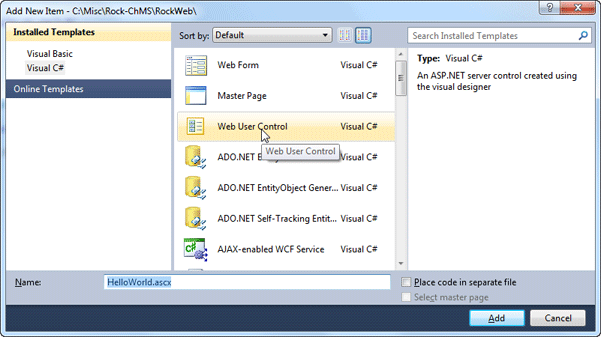 Add New Item - C:\Misc\Rock-ChMS\RockWeb\
Installed Templates
Visual Basic
Visual C#
Online Templates
Sort by: Default
Search Installed Templates
Web Form Visual C#
Master Page Visual C#
Web User Control Visual C#
Web User Control
ADO.NET Visual C#
ADO.NET EntityObject Gener... Visual C#
ADO.NET Self-Tracking Entit... Visual C#
AJAX-enabled WCF Service Visual C#
Type: Visual C#
An ASP.NET server control created using
the visual designer
Name: HelloWorld.ascx
Place code in separate file
Select master page
Add Cancel